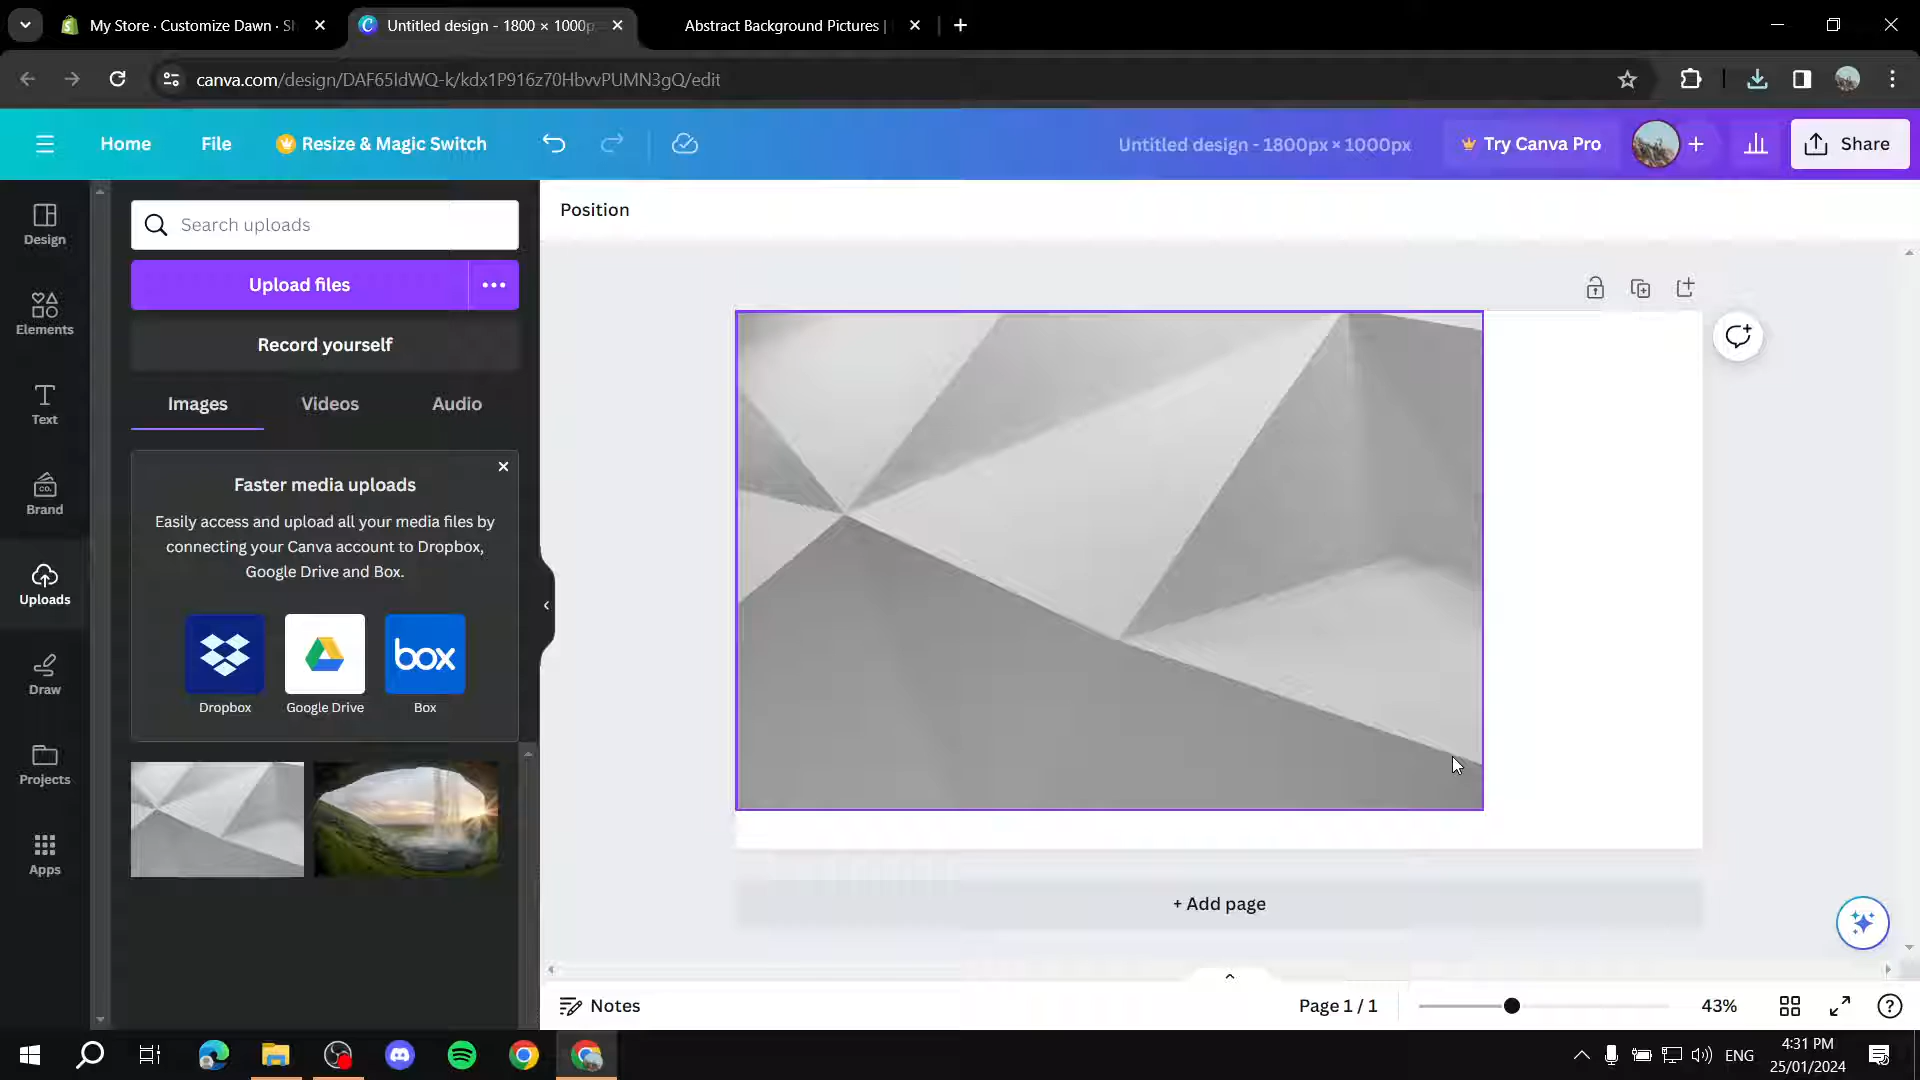 My Store · Customize Dawn · Sh
Untitled design - 1800 × 1000p
Abstract Background Pictures |
canva.com/design/DAF65IdWQ-k/kdx1P916z70HbvvPUMN3gQ/edit
Home
File
Resize & Magic Switch
Untitled design - 1800px × 1000px
Try Canva Pro
Share
Design
Elements
Text
Brand
Uploads
Draw
Projects
Apps
Search uploads
Upload files
Record yourself
Images
Videos
Audio
Faster media uploads
Easily access and upload all your media files by
connecting your Canva account to Dropbox,
Google Drive and Box.
box
Dropbox
Google Drive
Box
Position
+ Add page
Notes
Page 1 / 1
43%
ENG
4:31 PM
25/01/2024